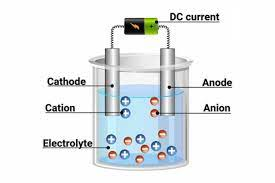 DC current
Cathode
Anode
Cation
Anion
Electrolyte